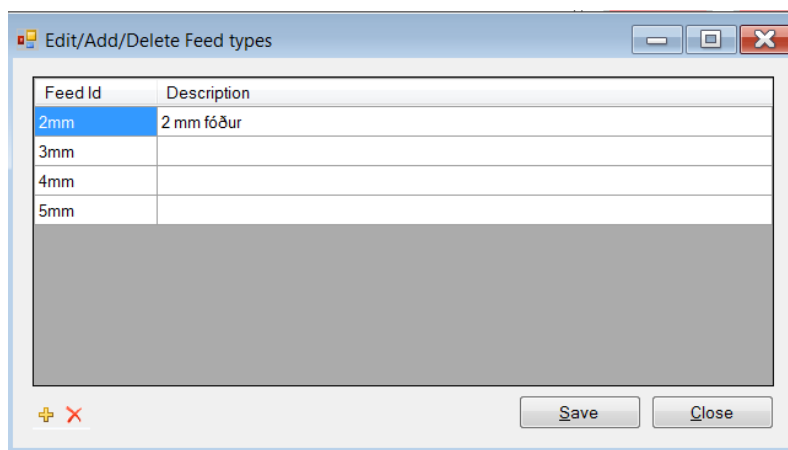 Edit/Add/Delete Feed types
Feed Id Description
2mm 2 mm fóður
3mm
4mm
5mm
Save Close